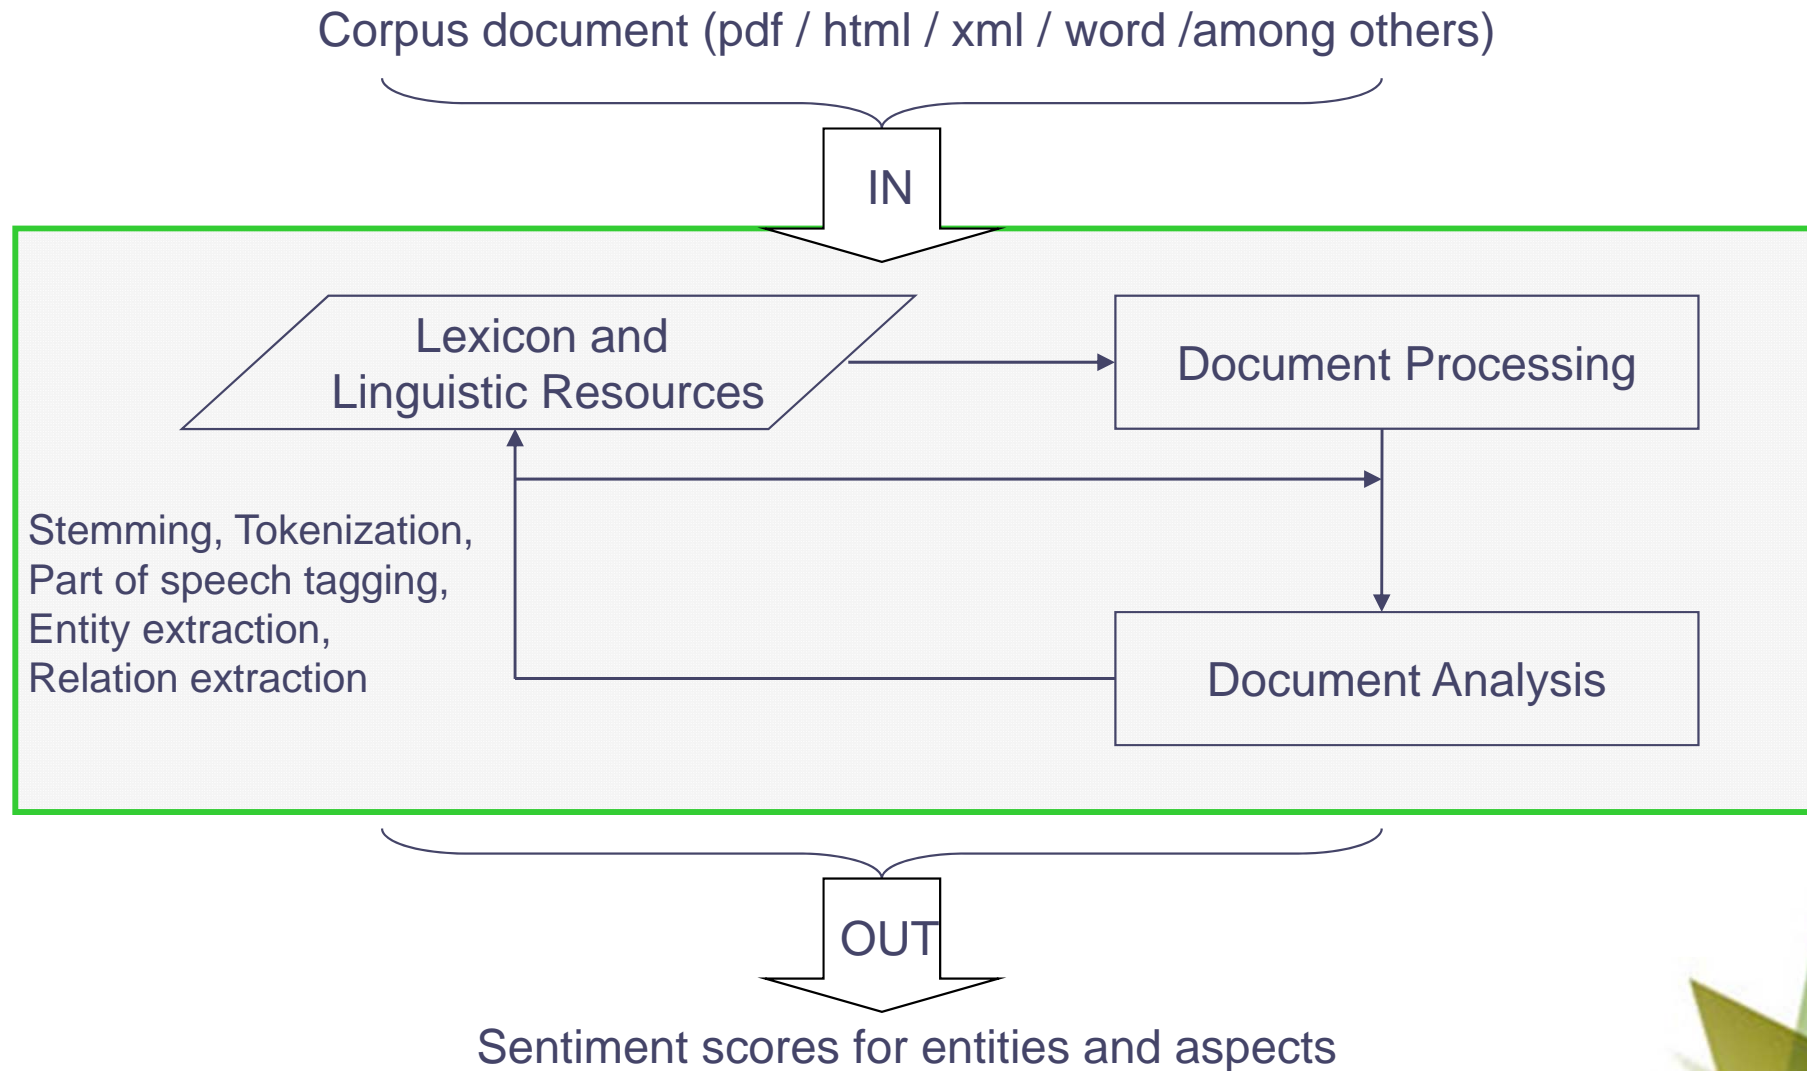 Corpus document (pdf / html / xml / word /among others)
IN
Lexicon and
Linguistic Resources
Document Processing
Stemming, Tokenization,
Part of speech tagging,
Entity extraction,
Relation extraction
Document Analysis
OUT
Sentiment scores for entities and aspects